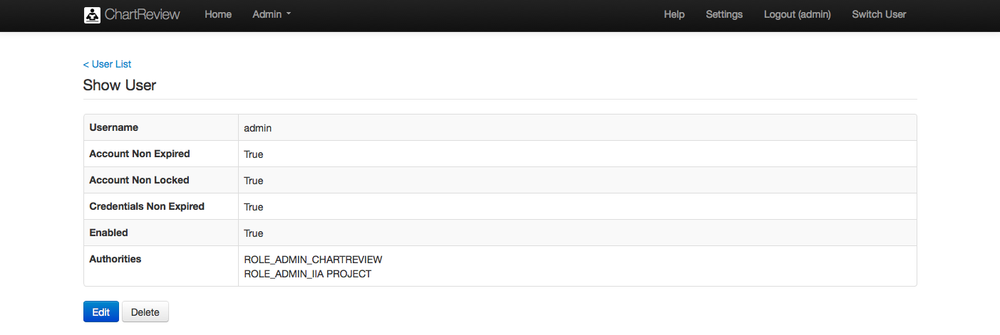 ChartReview Home Admin Help Settings Logout (admin) Switch User
< User List
Show User
Username admin
Account Non Expired True
Account Non Locked True
Credentials Non Expired True
Enabled True
Authorities ROLE_ADMIN_CHARTREVIEW
ROLE_ADMIN_IIA PROJECT
Edit Delete